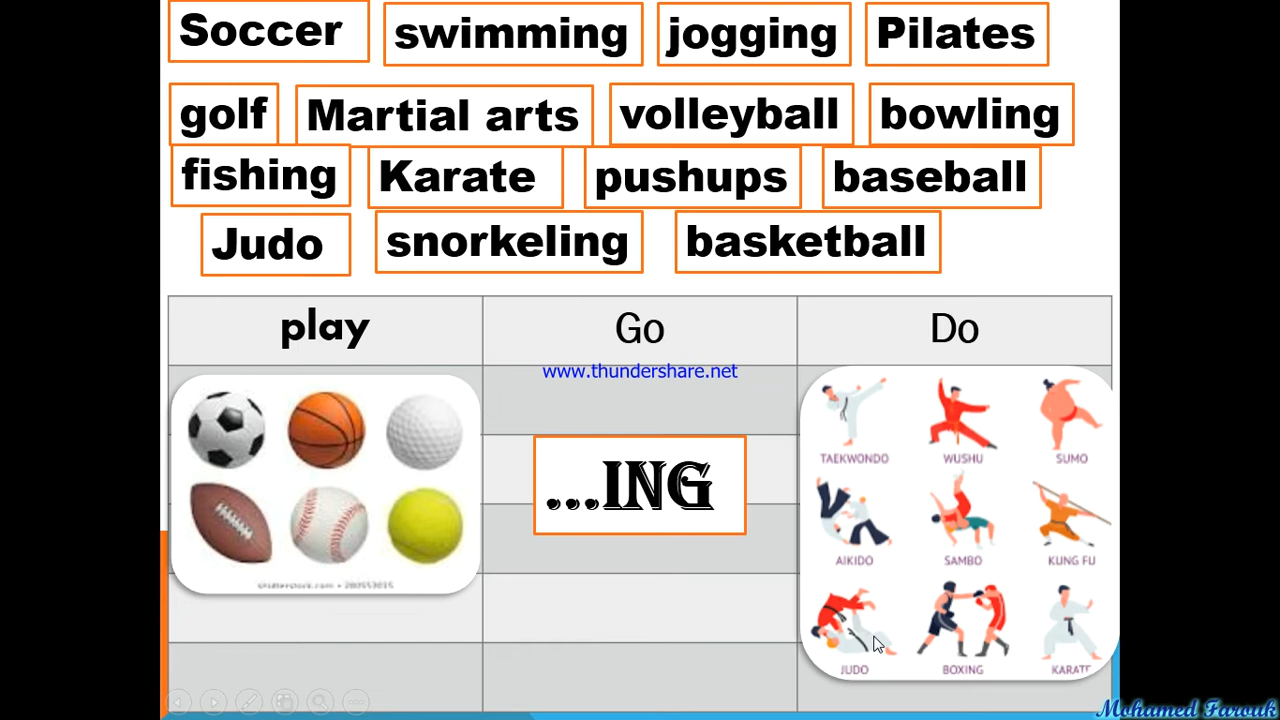 Soccer swimming jogging Pilates
golf Martial arts volleyball bowling
fishing Karate pushups baseball
Judo snorkeling basketball
play Go Do
www.thundershare.net
...ING
TAEKWONDO WUSHU SUMO
AIKIDO SAMBO KUNG FU
JUDO BOXING KARATE
Mohamed Farouk